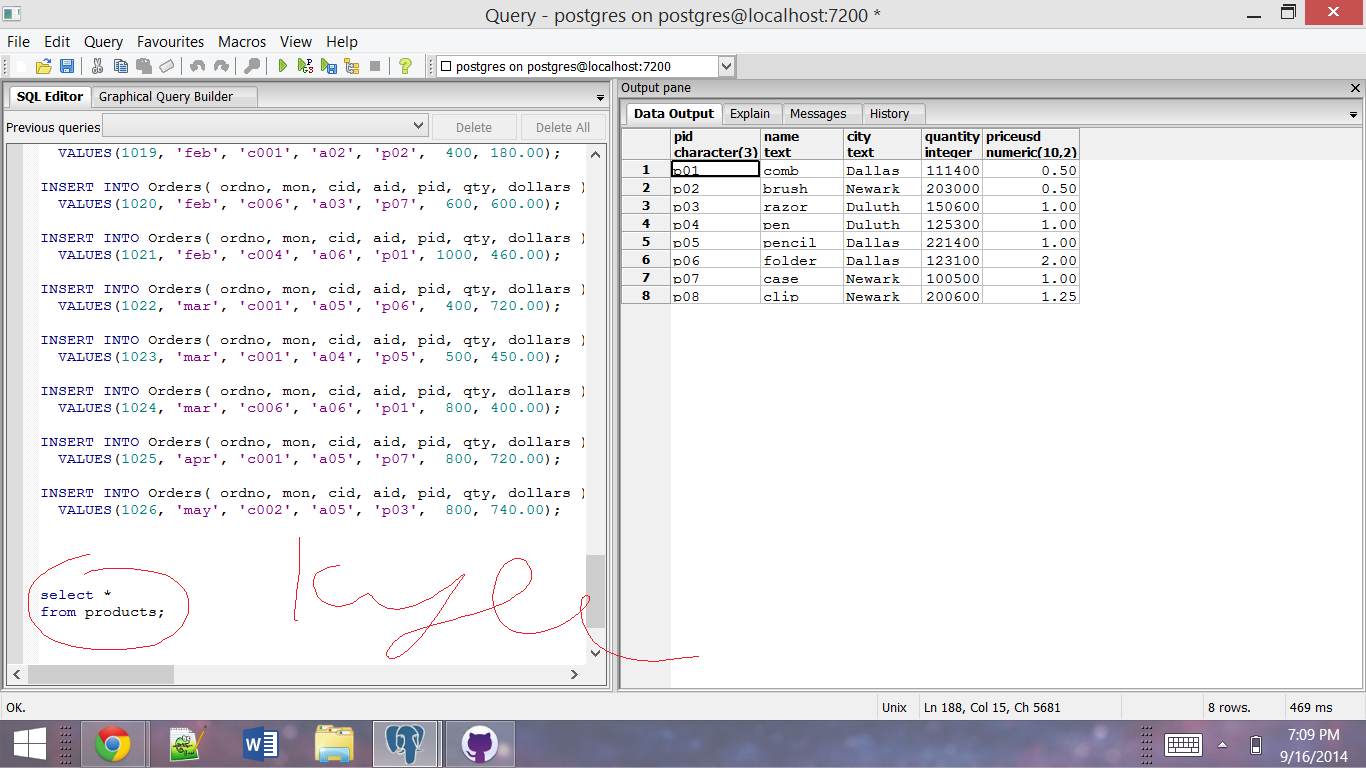 Query - postgres on postgres@localhost:7200 *
File Edit Query Favourites Macros View Help
postgres on postgres@localhost:7200
SQL Editor Graphical Query Builder
Previous queries Delete Delete All
VALUES(1019, 'feb', 'c001', 'a02', 'p02', 400, 180.00);
INSERT INTO Orders( ordno, mon, cid, aid, pid, qty, dollars )
VALUES(1020, 'feb', 'c006', 'a03', 'p07', 600, 600.00);
INSERT INTO Orders( ordno, mon, cid, aid, pid, qty, dollars )
VALUES(1021, 'feb', 'c004', 'a06', 'p01', 1000, 460.00);
INSERT INTO Orders( ordno, mon, cid, aid, pid, qty, dollars )
VALUES(1022, 'mar', 'c001', 'a05', 'p06', 400, 720.00);
INSERT INTO Orders( ordno, mon, cid, aid, pid, qty, dollars )
VALUES(1023, 'mar', 'c001', 'a04', 'p05', 500, 450.00);
INSERT INTO Orders( ordno, mon, cid, aid, pid, qty, dollars )
VALUES(1024, 'mar', 'c006', 'a06', 'p01', 800, 400.00);
INSERT INTO Orders( ordno, mon, cid, aid, pid, qty, dollars )
VALUES(1025, 'apr', 'c001', 'a05', 'p07', 800, 720.00);
INSERT INTO Orders( ordno, mon, cid, aid, pid, qty, dollars )
VALUES(1026, 'may', 'c002', 'a05', 'p03', 800, 740.00);
select *
from products;
Output pane
Data Output Explain Messages History
pid name city quantity priceusd
character(3) text text integer numeric(10,2)
1 p01 comb Dallas 111400 0.50
2 p02 brush Newark 203000 0.50
3 p03 razor Duluth 150600 1.00
4 p04 pen Duluth 125300 1.00
5 p05 pencil Dallas 221400 1.00
6 p06 folder Dallas 123100 2.00
7 p07 case Newark 100500 1.00
8 p08 clip Newark 200600 1.25
OK. Unix Ln 188, Col 15, Ch 5681 8 rows. 469 ms
7:09 PM
9/16/2014